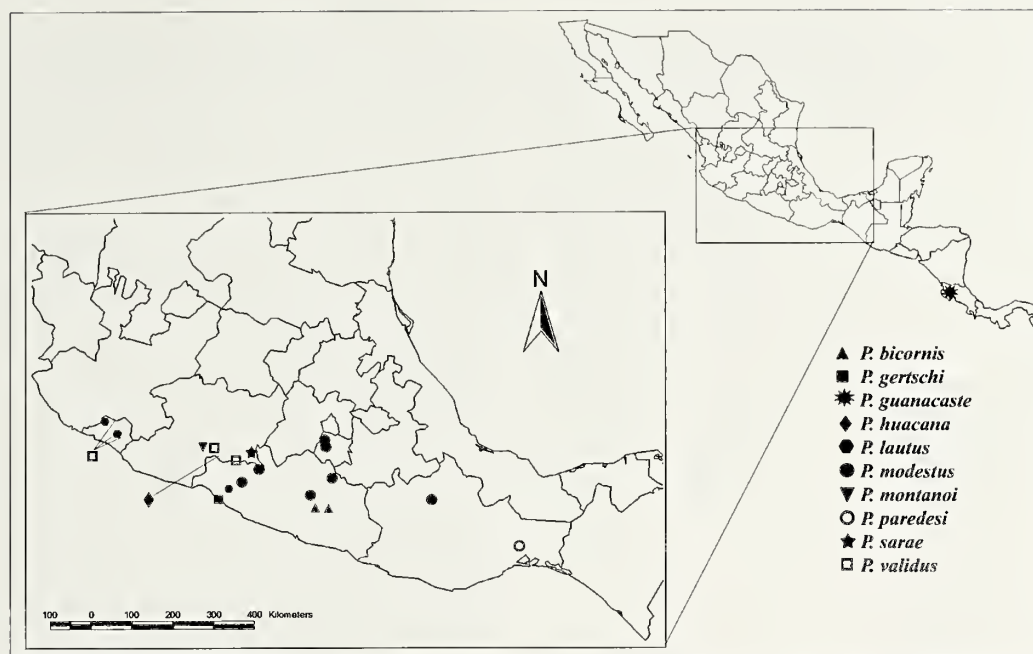 N
P. bicornis
P. gertschi
P. guanacaste
P. huacana
P. lautus
P. modestus
P. montanoi
P. paredesi
P. sarae
P. validus
100 0 100 200 300 400 Kilometers